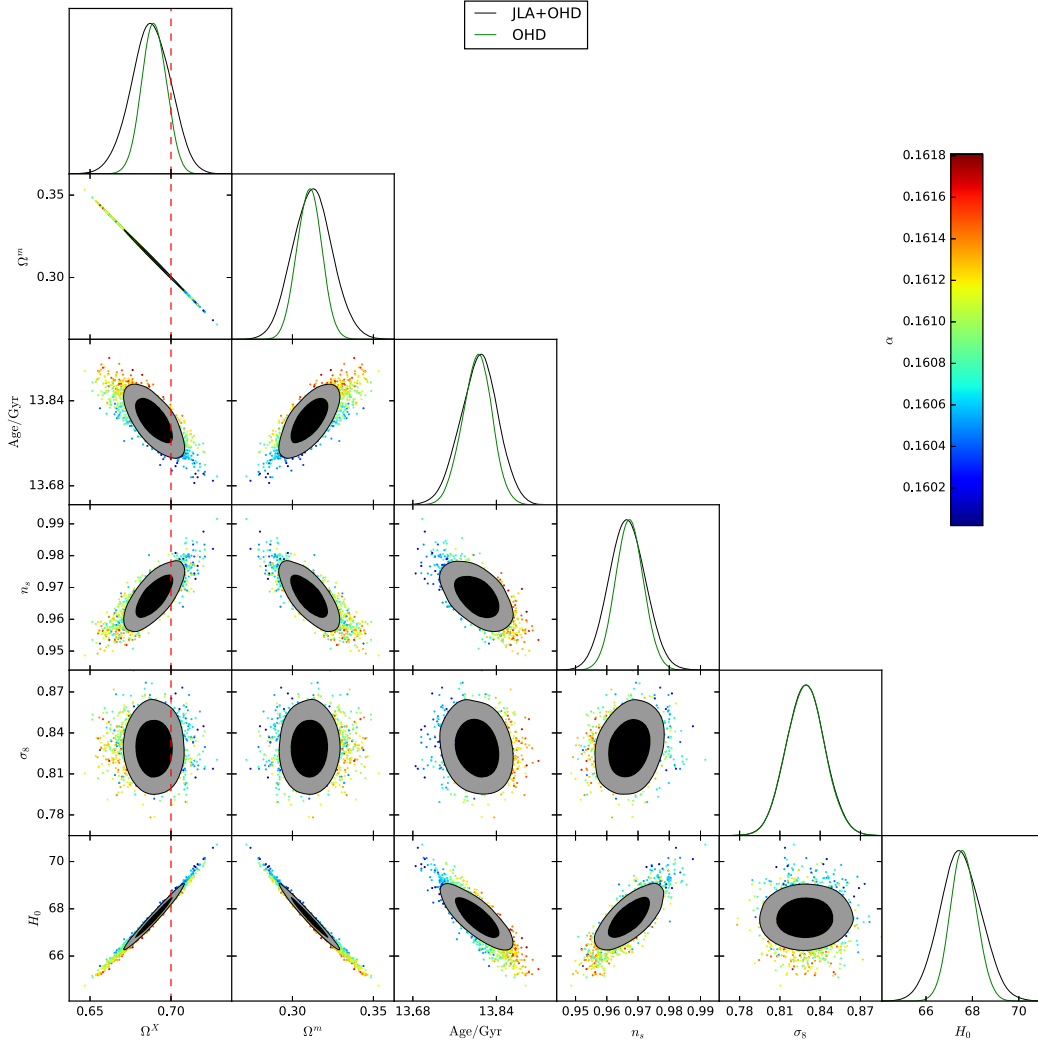 JLA+OHD
OHD
0.1618
0.1616
0.1614
0.1612
0.1610
0.1608
0.1606
0.1604
0.1602
α
0.35
0.30
Ω^m
13.84
13.68
Age/Gyr
0.99
0.98
0.97
0.96
0.95
n_s
0.87
0.84
0.81
0.78
σ_8
70
68
66
H_0
0.65 0.70
Ω^X
0.30 0.35
Ω^m
13.68 13.84
Age/Gyr
0.95 0.96 0.97 0.98 0.99
n_s
0.78 0.81 0.84 0.87
σ_8
66 68 70
H_0